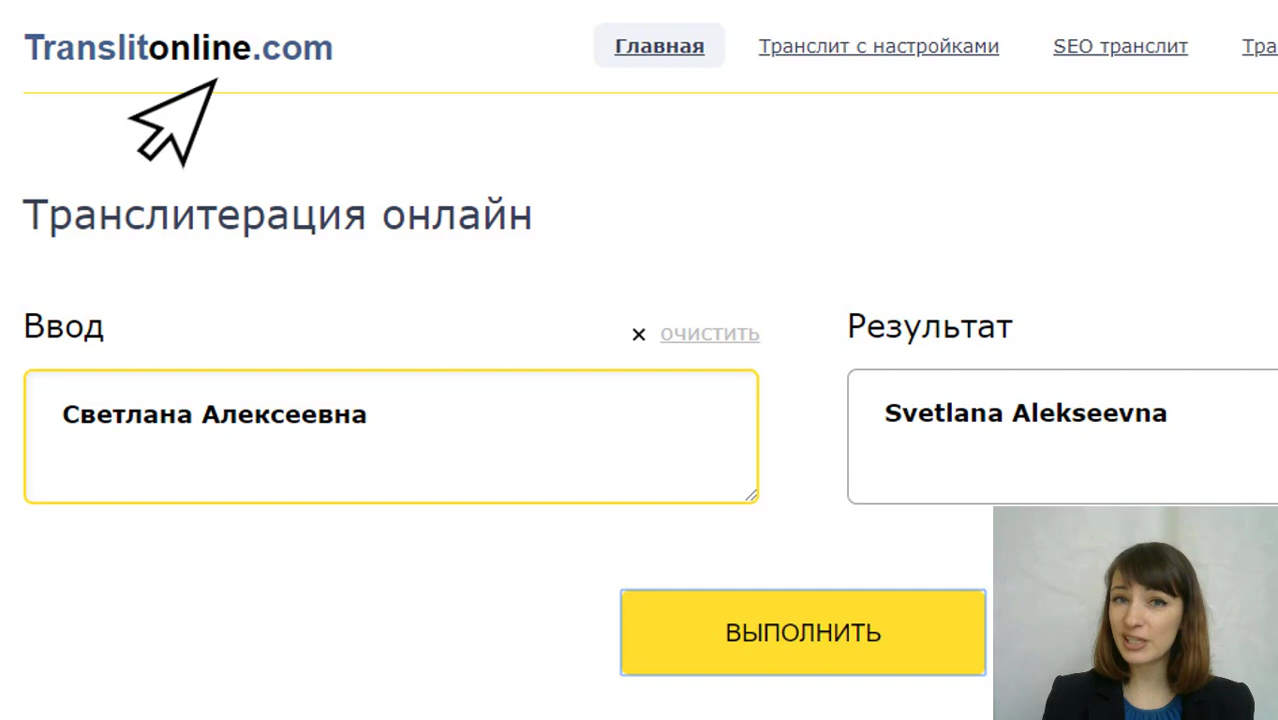 Translitonline.com
Главная Транслит с настройками SEO транслит
Транслитерация онлайн
Ввод × очистить Результат
Светлана Алексеевна Svetlana Alekseevna
ВЫПОЛНИТЬ